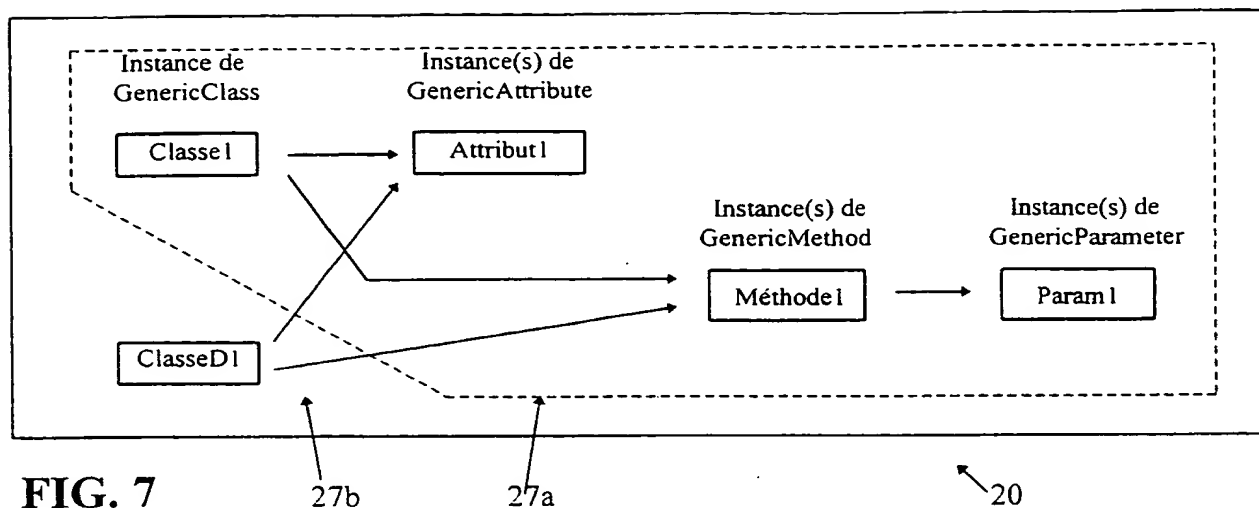 Instance de
GenericClass
Instance(s) de
GenericAttribute
Classe1
Attribut1
Instance(s) de
GenericMethod
Instance(s) de
GenericParameter
Méthode1
Param1
ClasseD1
FIG. 7
27b
27a
20